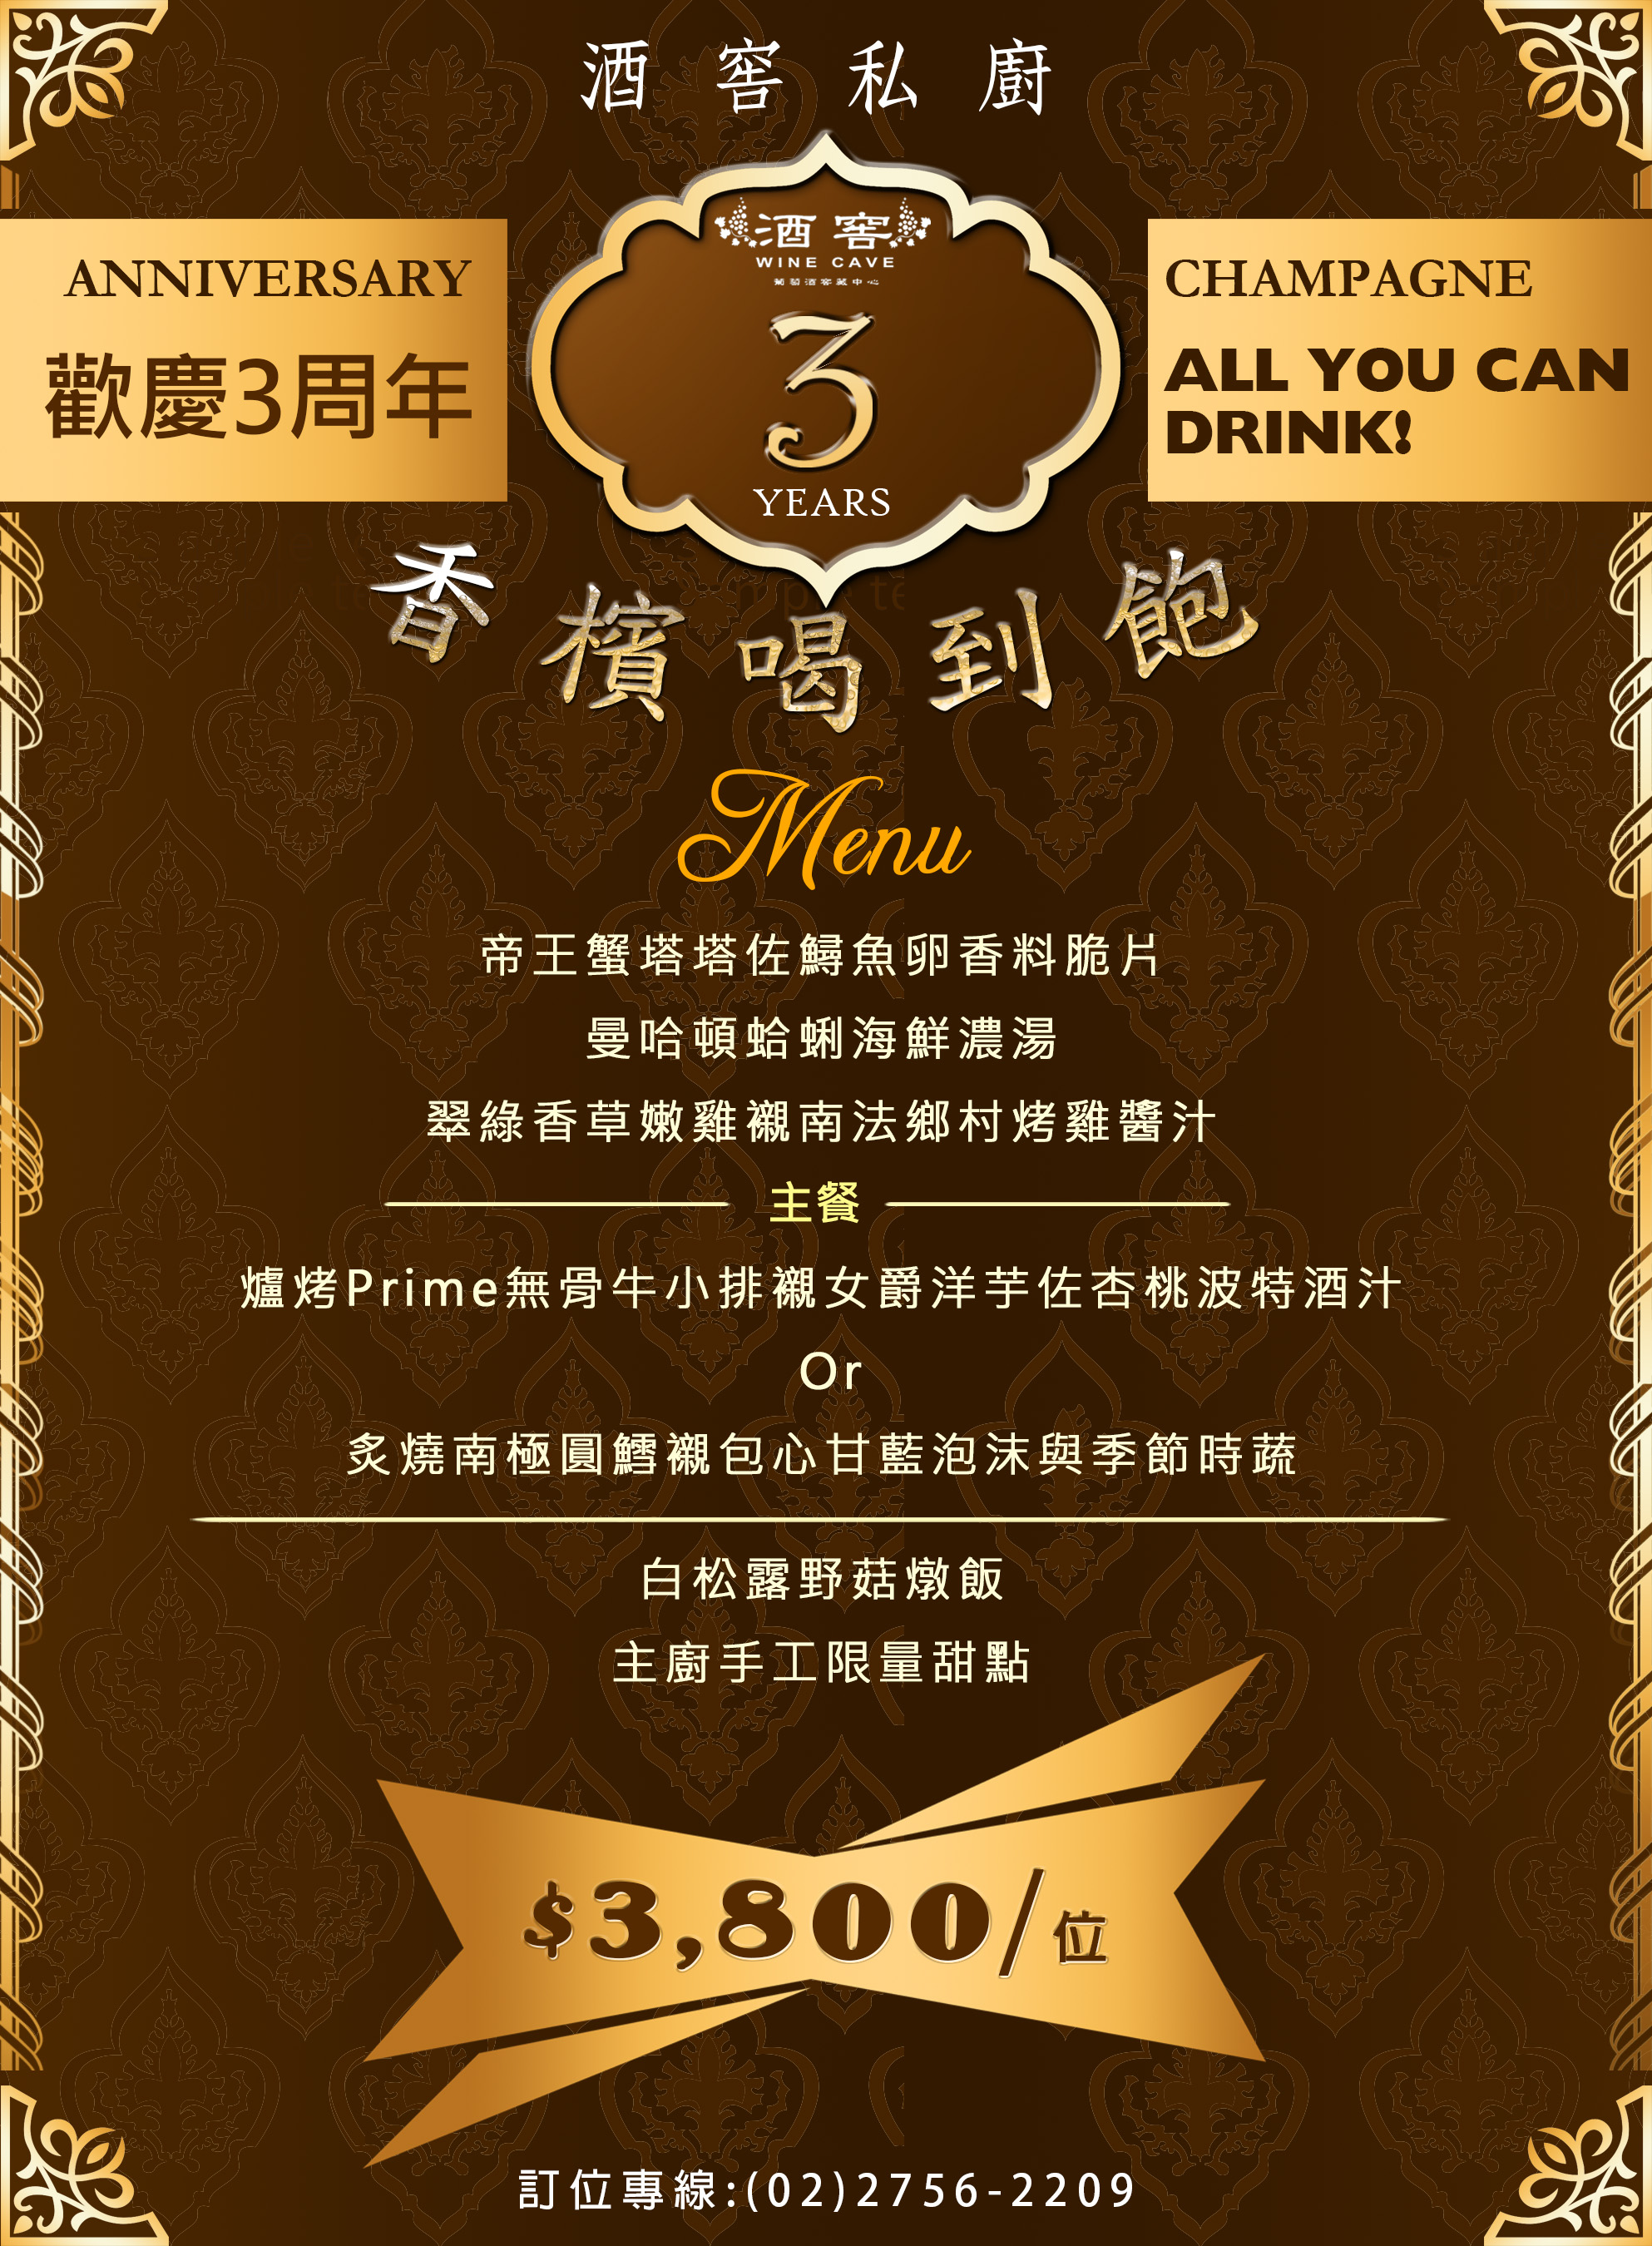 酒窖私廚
酒窖
WINE CAVE
葡萄酒窖藏中心
ANNIVERSARY
歡慶3周年
3
YEARS
CHAMPAGNE
ALL YOU CAN
DRINK!
香檳喝到飽
Menu
帝王蟹塔塔佐鱘魚卵香料脆片
曼哈頓蛤蜊海鮮濃湯
翠綠香草嫩雞襯南法鄉村烤雞醬汁
主餐
爐烤Prime無骨牛小排襯女爵洋芋佐杏桃波特酒汁
Or
炙燒南極圓鱈襯包心甘藍泡沫與季節時蔬
白松露野菇燉飯
主廚手工限量甜點
$3,800/位
訂位專線:(02)2756-2209